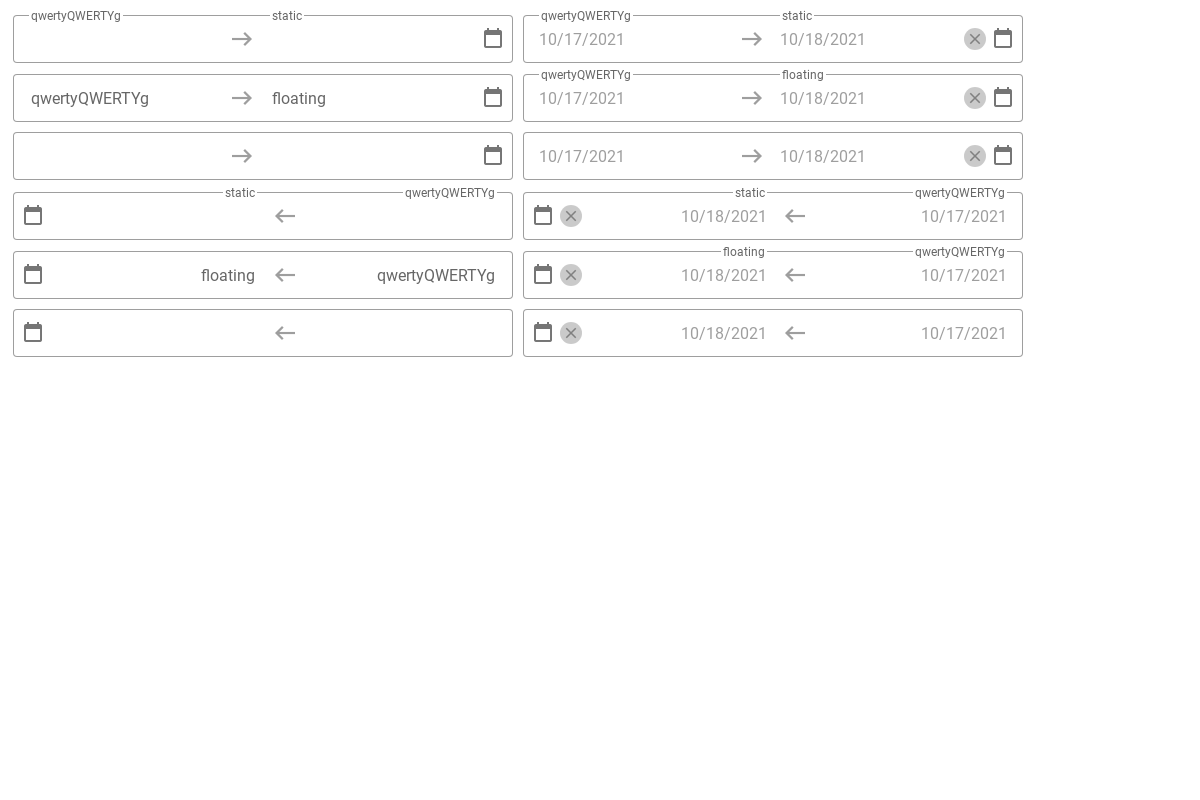 qwertyQWERTYg static qwertyQWERTYg static
10/17/2021 10/18/2021
qwertyQWERTYg floating
qwertyQWERTYg floating 10/17/2021 10/18/2021
10/17/2021 10/18/2021
static qwertyQWERTYg static qwertyQWERTYg
10/18/2021 10/17/2021
floating qwertyQWERTYg
floating qwertyQWERTYg 10/18/2021 10/17/2021
10/18/2021 10/17/2021